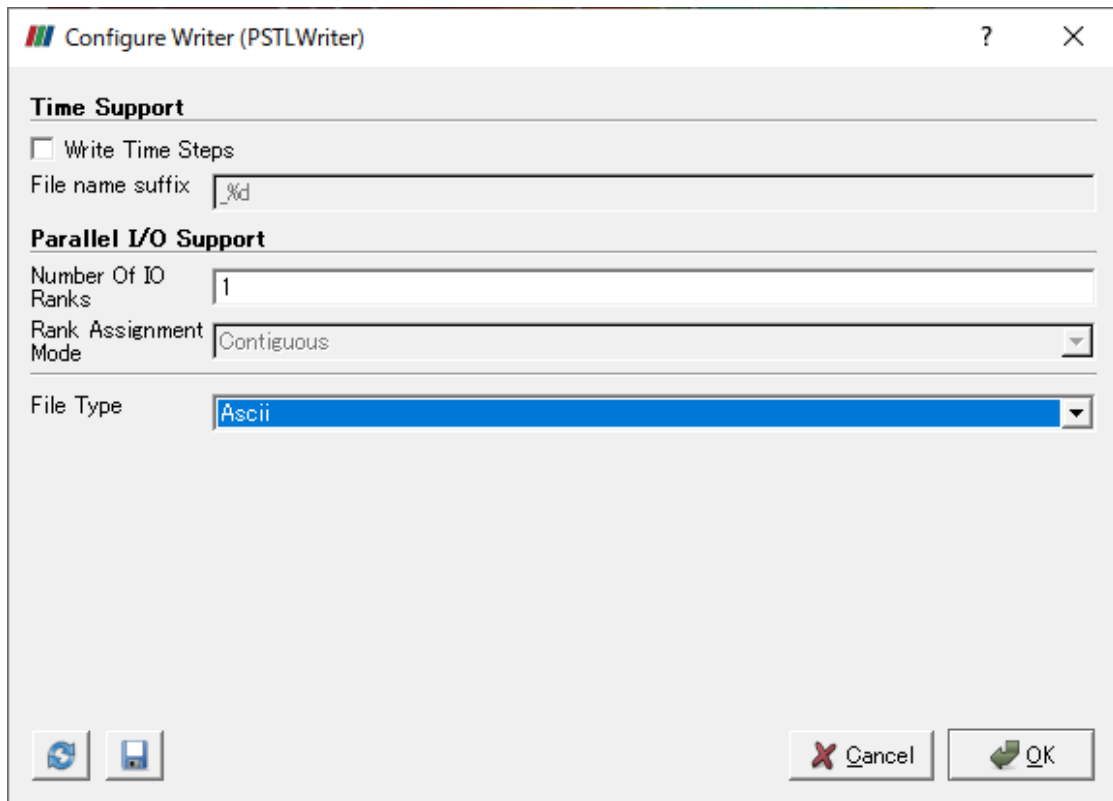 Configure Writer (PSTLWriter)
?
Time Support
Write Time Steps
File name suffix
_%d
Parallel I/O Support
Number Of IO
Ranks
1
Rank Assignment
Mode
Contiguous
File Type
Ascii
Cancel
OK